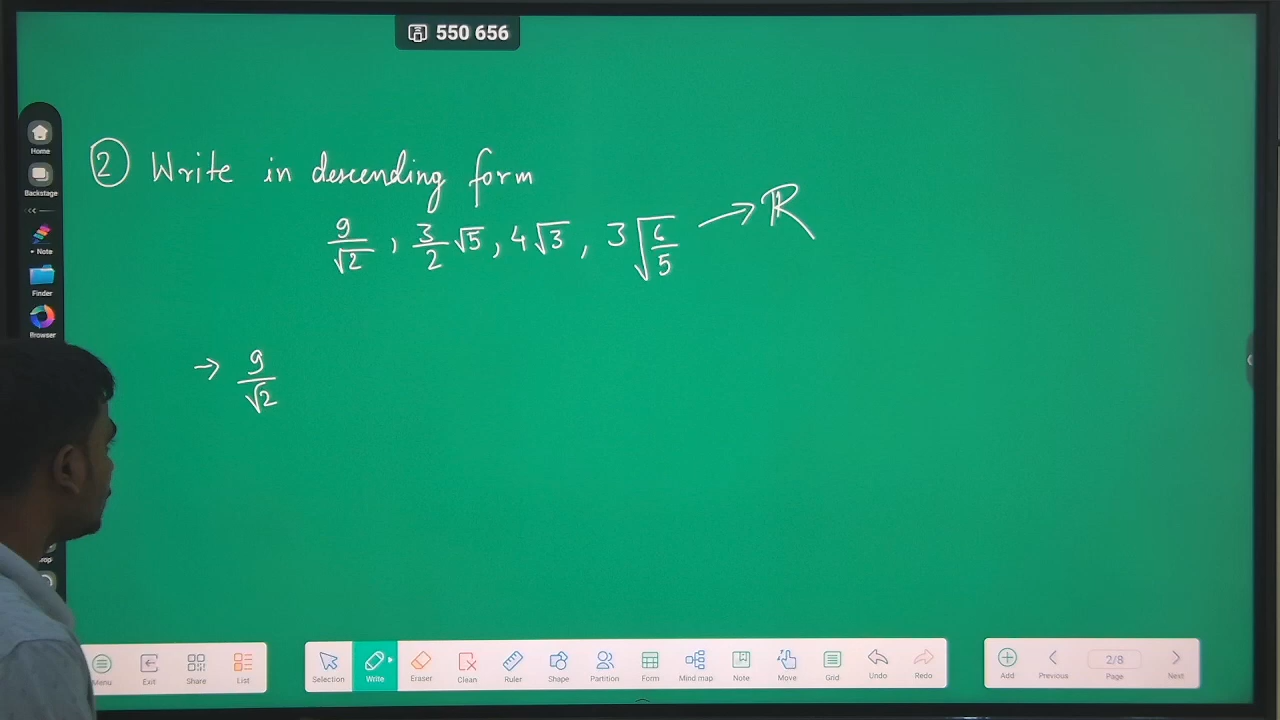 550 656
Home
Backstage
Note
Finder
Browser
② Write in descending form
9/√2 , 3/2 √5 , 4√3 , 3√(6/5) → ℝ
→ 9/√2
Menu Exit Share List Selection Write Eraser Clean Ruler Shape Partition Form Mind map Note Move Grid Undo Redo Add Previous 2/8 Page Next